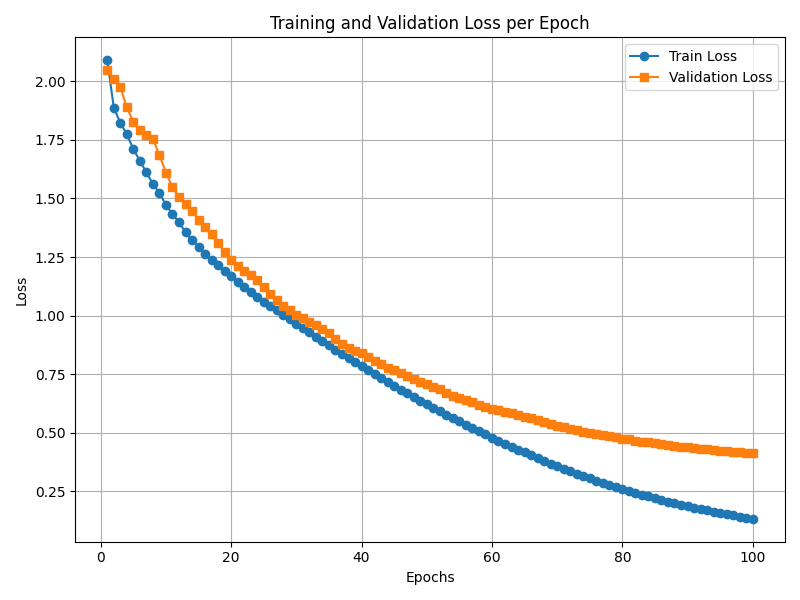 Training and Validation Loss per Epoch
Train Loss
Validation Loss
2.00
1.75
1.50
1.25
1.00
0.75
0.50
0.25
Loss
0 20 40 60 80 100
Epochs